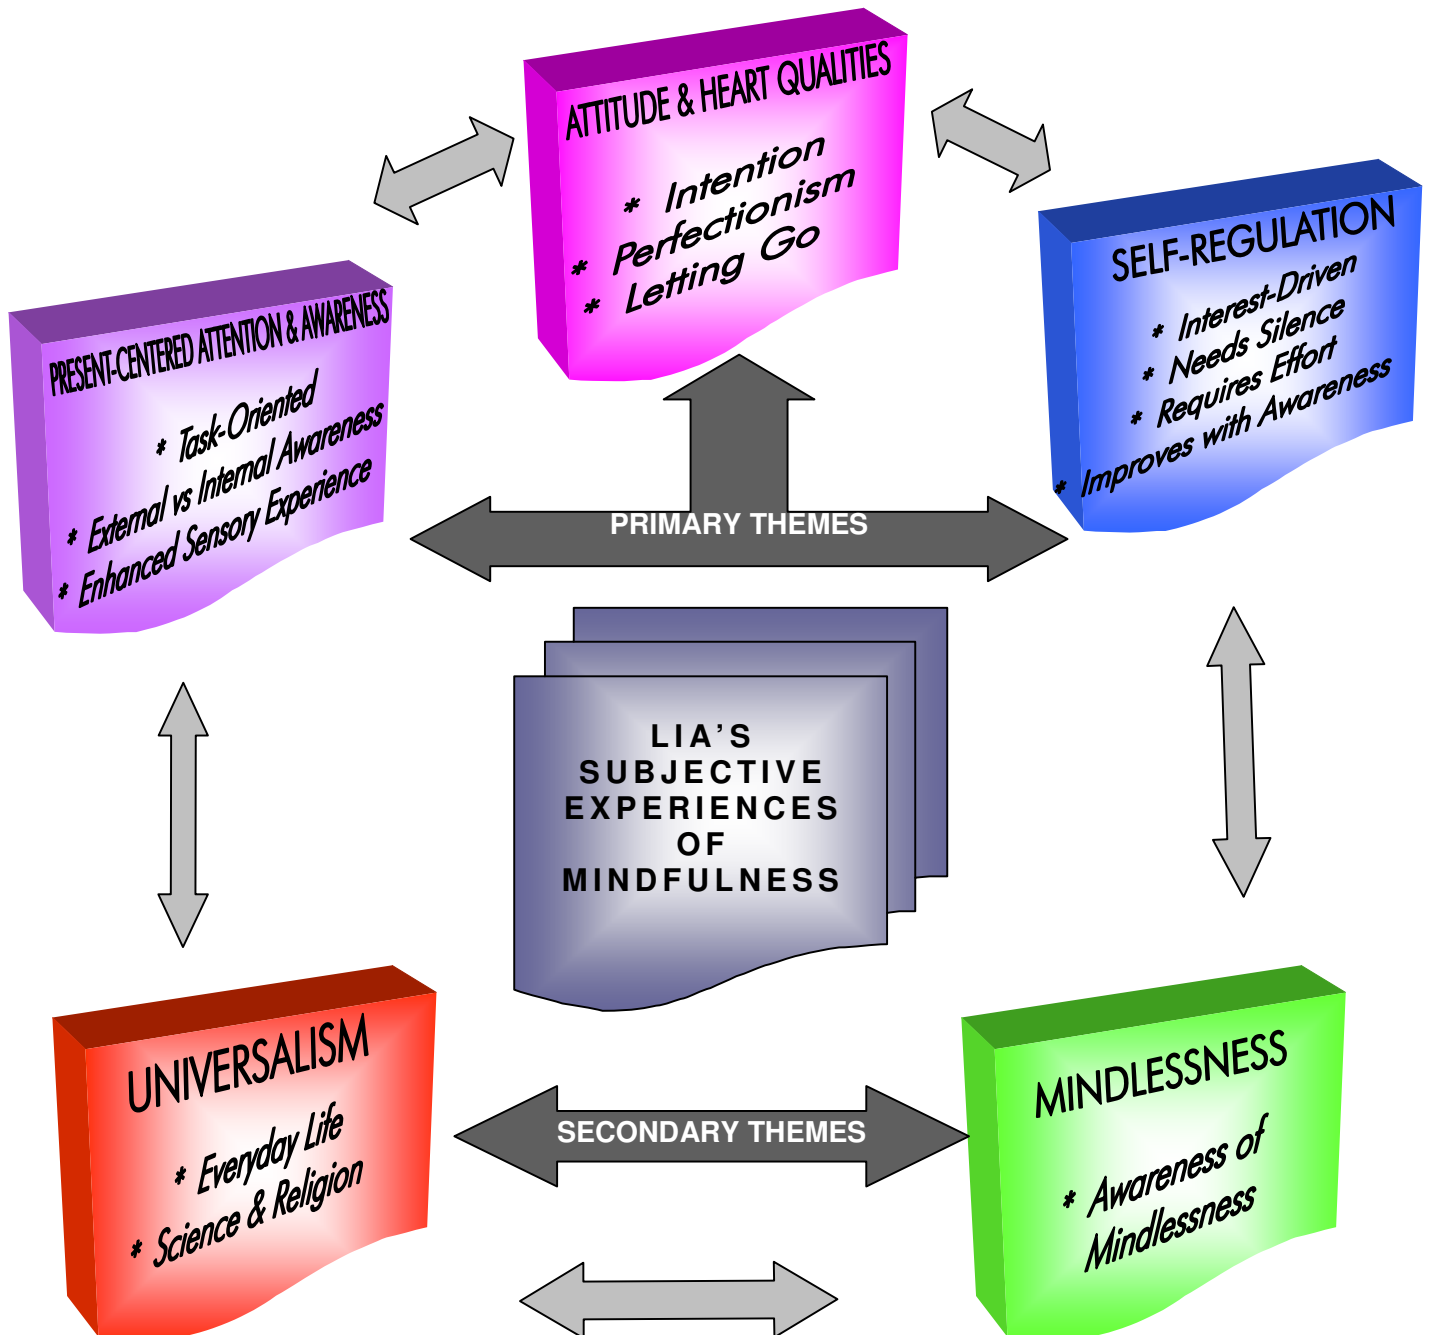 ATTITUDE & HEART QUALITIES
* Intention
* Perfectionism
* Letting Go
SELF-REGULATION
* Interest-Driven
* Needs Silence
* Requires Effort
* Improves with Awareness
PRESENT-CENTERED ATTENTION & AWARENESS
* Task-Oriented
* External vs Internal Awareness
* Enhanced Sensory Experience
PRIMARY THEMES
LIA'S
SUBJECTIVE
EXPERIENCES
OF
MINDFULNESS
UNIVERSALISM
* Everyday Life
* Science & Religion
SECONDARY THEMES
MINDLESSNESS
* Awareness of
Mindlessness